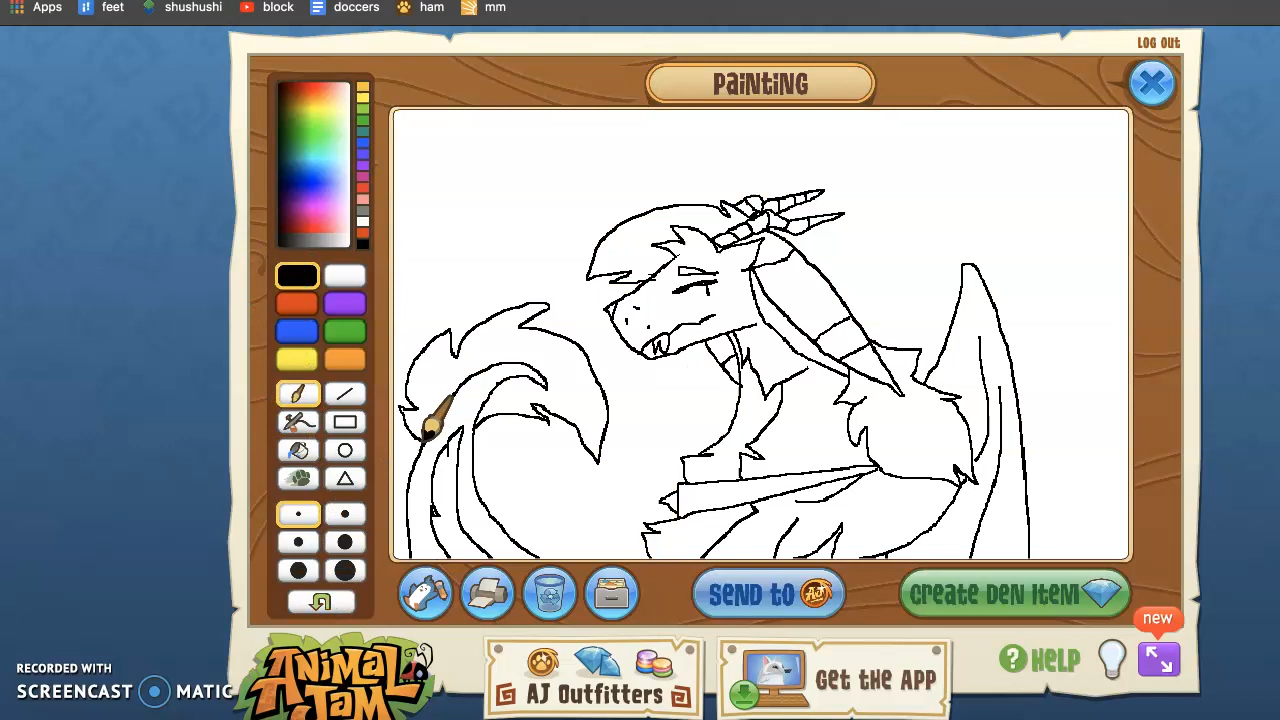 Apps feet shushushi block doccers ham mm
LOG OUT
PAiNTiNG
SEND TO AJ
CREATE DEN ITEM
new
RECORDED WITH
SCREENCAST MATIC
ANiMAL JAM
AJ OUTFITTERS
GET THE APP
? HELP